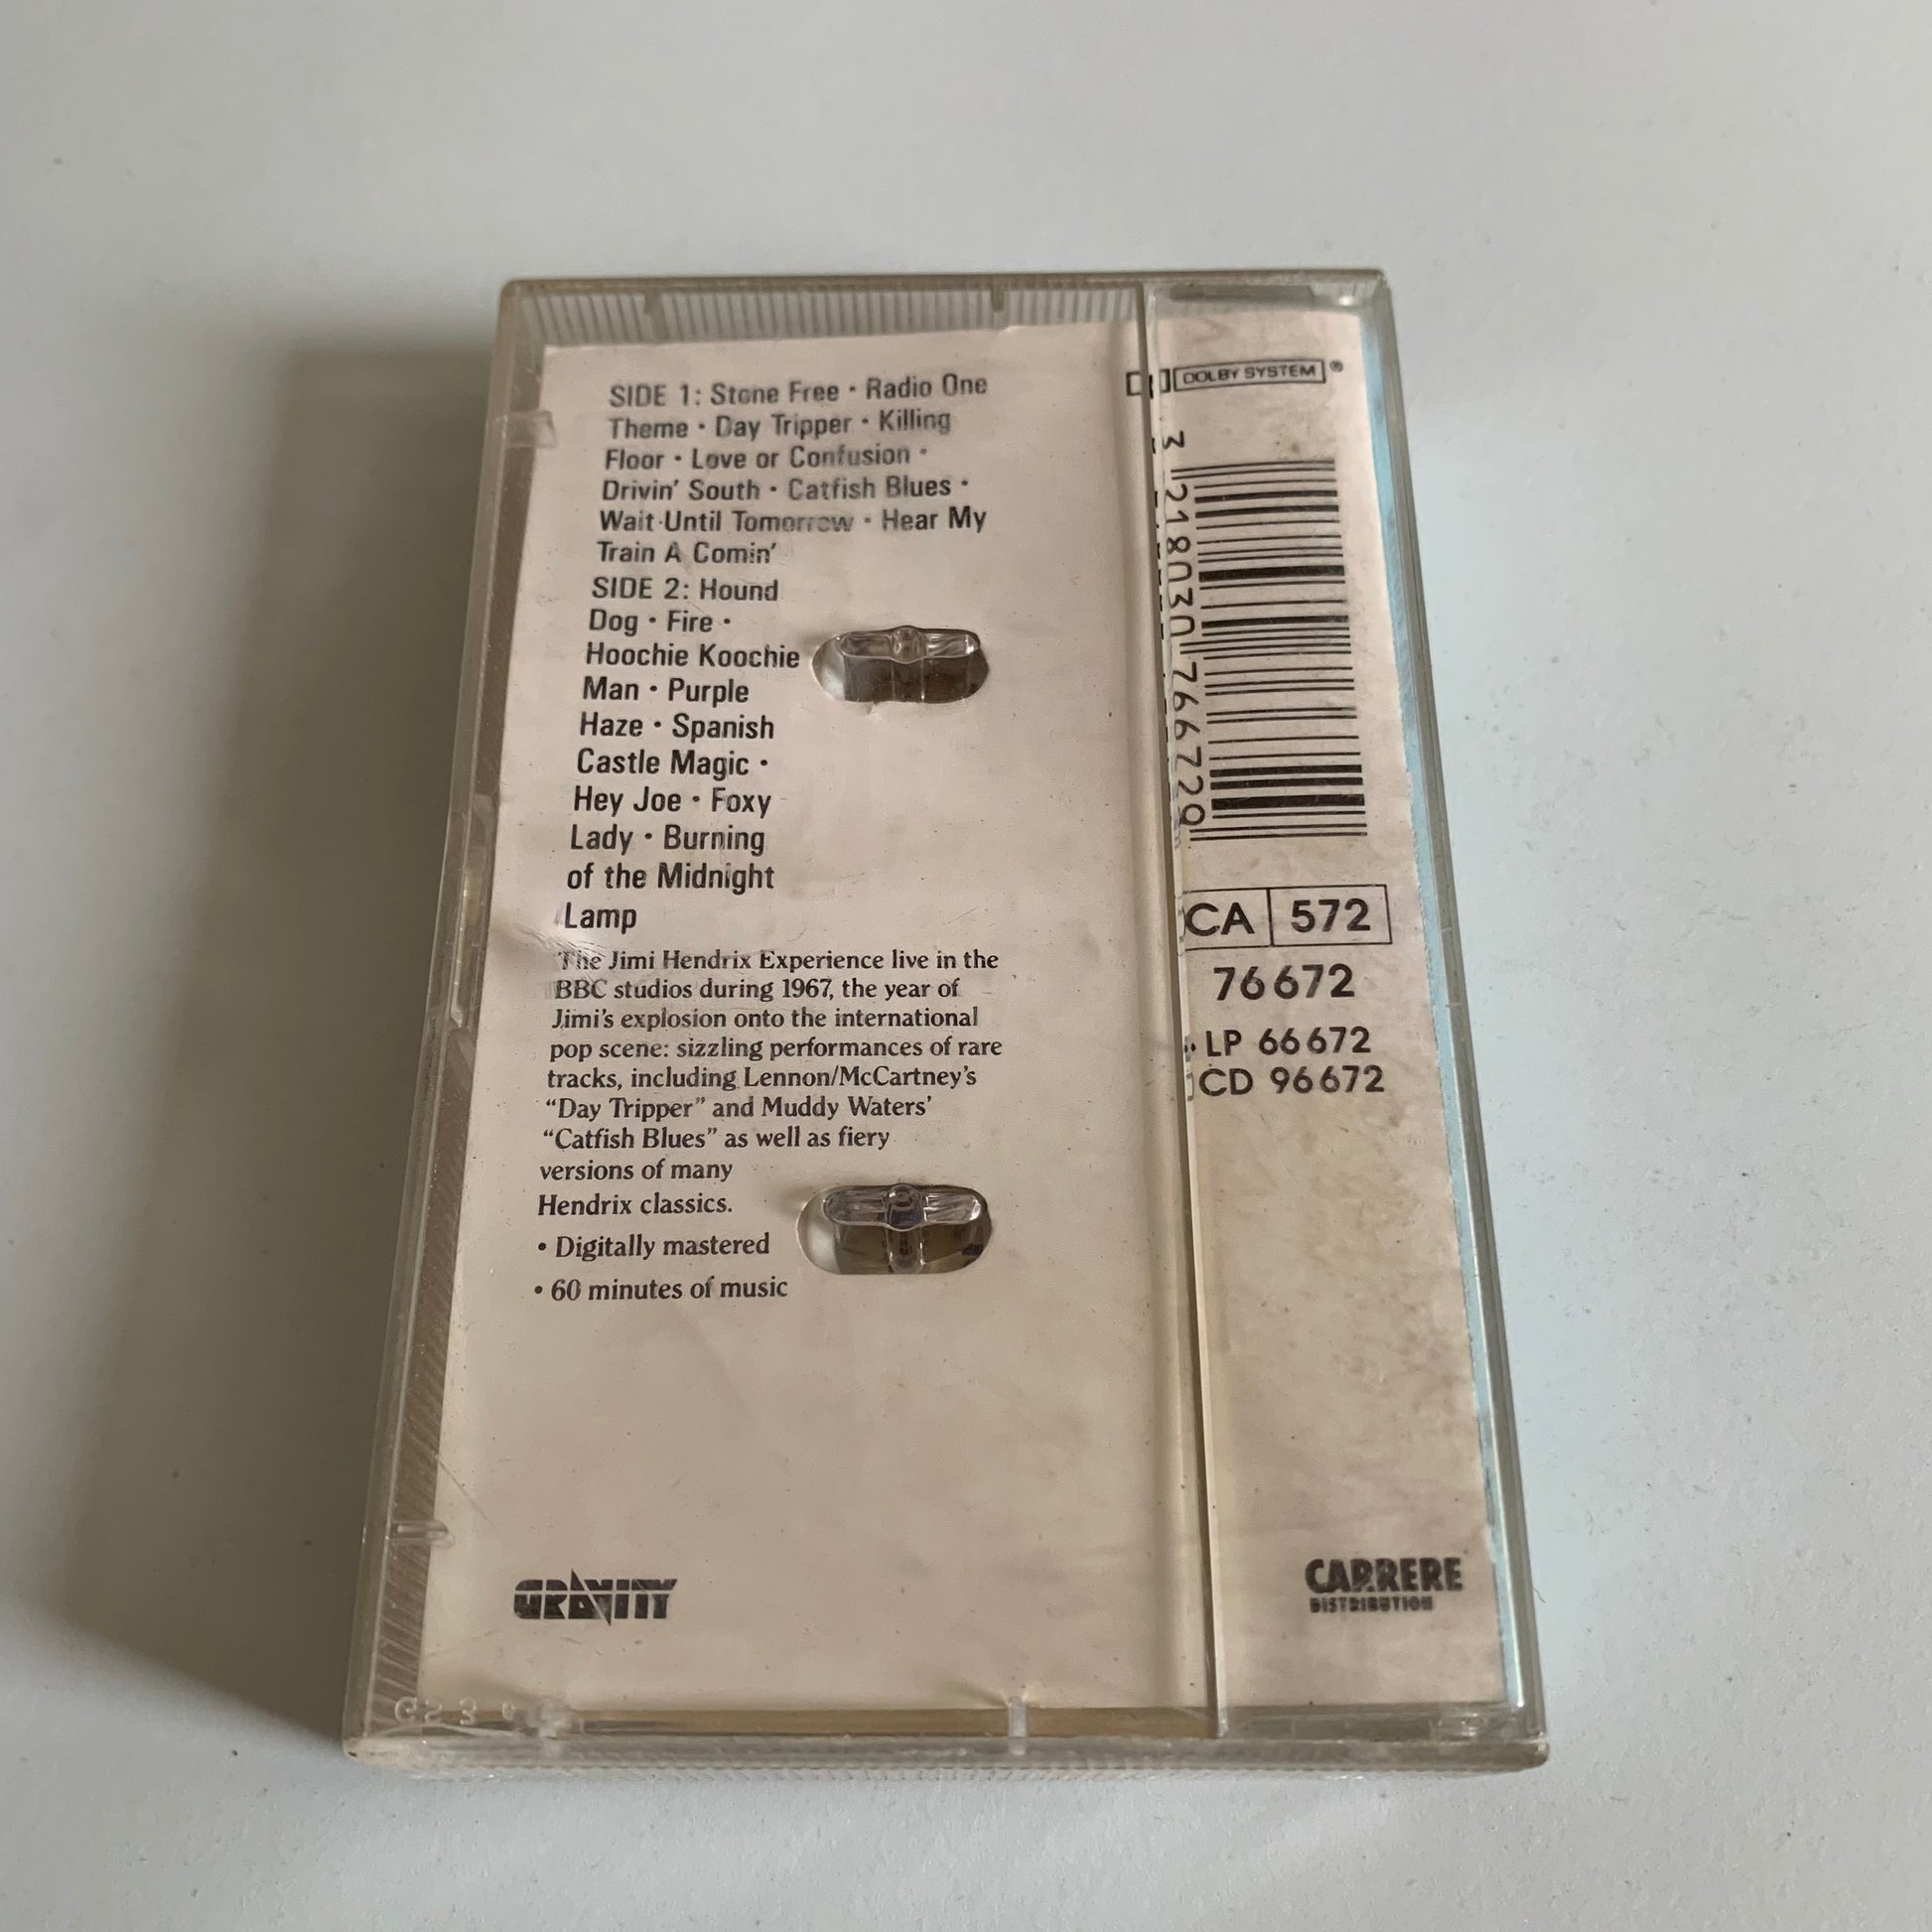 SIDE 1: Stone Free • Radio One
Theme • Day Tripper • Killing
Floor • Love or Confusion •
Drivin' South • Catfish Blues •
Wait Until Tomorrow • Hear My
Train A Comin'
SIDE 2: Hound
Dog • Fire •
Hoochie Koochie
Man • Purple
Haze • Spanish
Castle Magic •
Hey Joe • Foxy
Lady • Burning
of the Midnight
Lamp
The Jimi Hendrix Experience live in the
BBC studios during 1967, the year of
Jimi's explosion onto the international
pop scene: sizzling performances of rare
tracks, including Lennon/McCartney's
"Day Tripper" and Muddy Waters'
"Catfish Blues" as well as fiery
versions of many
Hendrix classics.
• Digitally mastered
• 60 minutes of music
GRAVITY
DOLBY SYSTEM ®
3 218030 766729
CA 572
76672
LP 66672
CD 96672
CARRERE
DISTRIBUTION